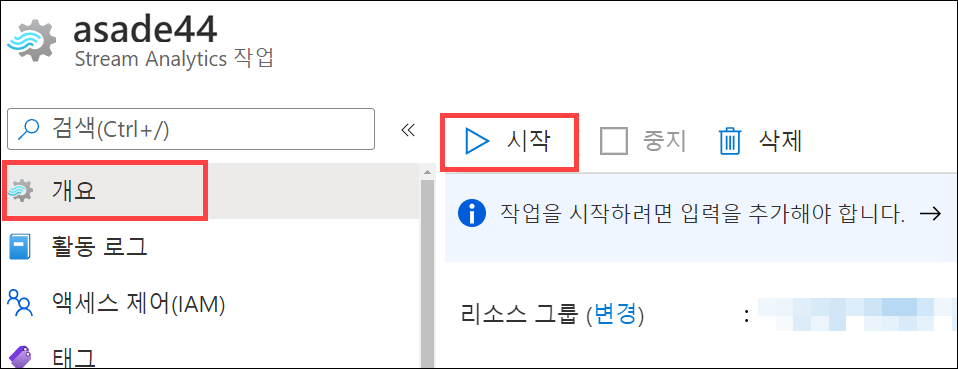 asade44
Stream Analytics 작업
검색(Ctrl+/)
«
시작
중지
삭제
개요
작업을 시작하려면 입력을 추가해야 합니다. →
활동 로그
액세스 제어(IAM)
리소스 그룹 (변경) :
태그